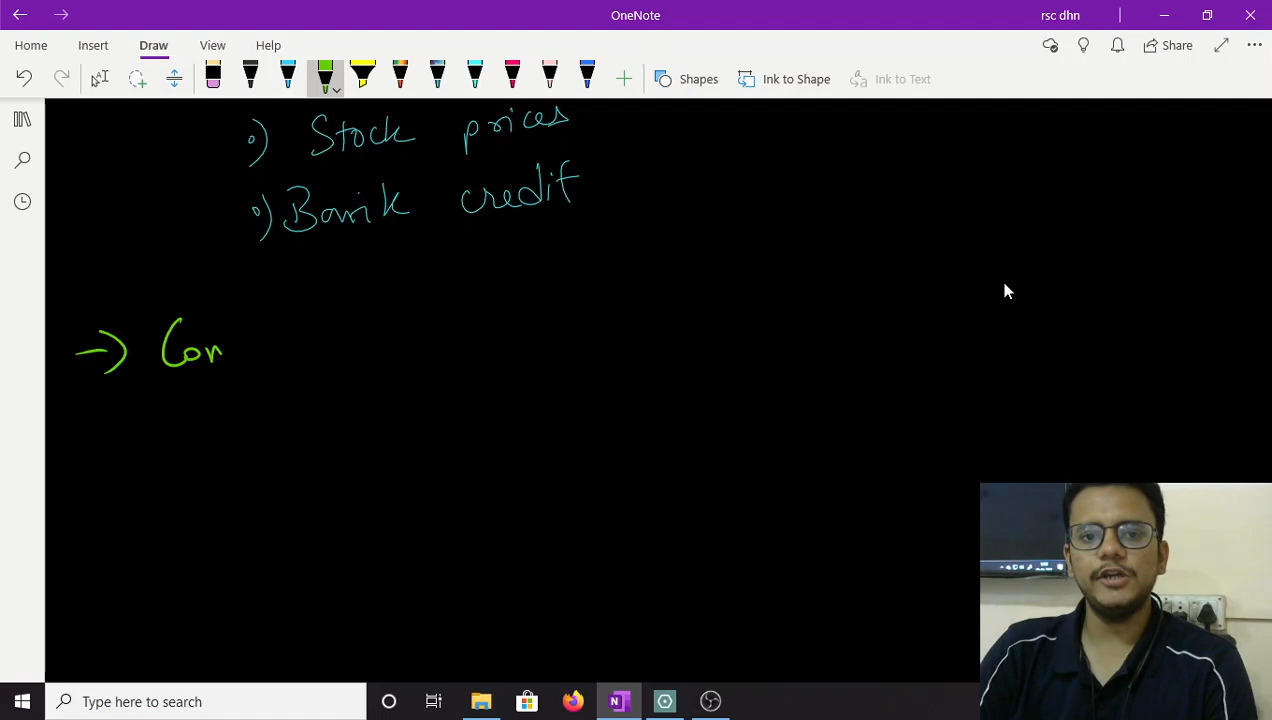 OneNote
rsc dhn
Home Insert Draw View Help Share
Shapes Ink to Shape Ink to Text
°) Stock prices
°) Bank credit
→ Con
Type here to search